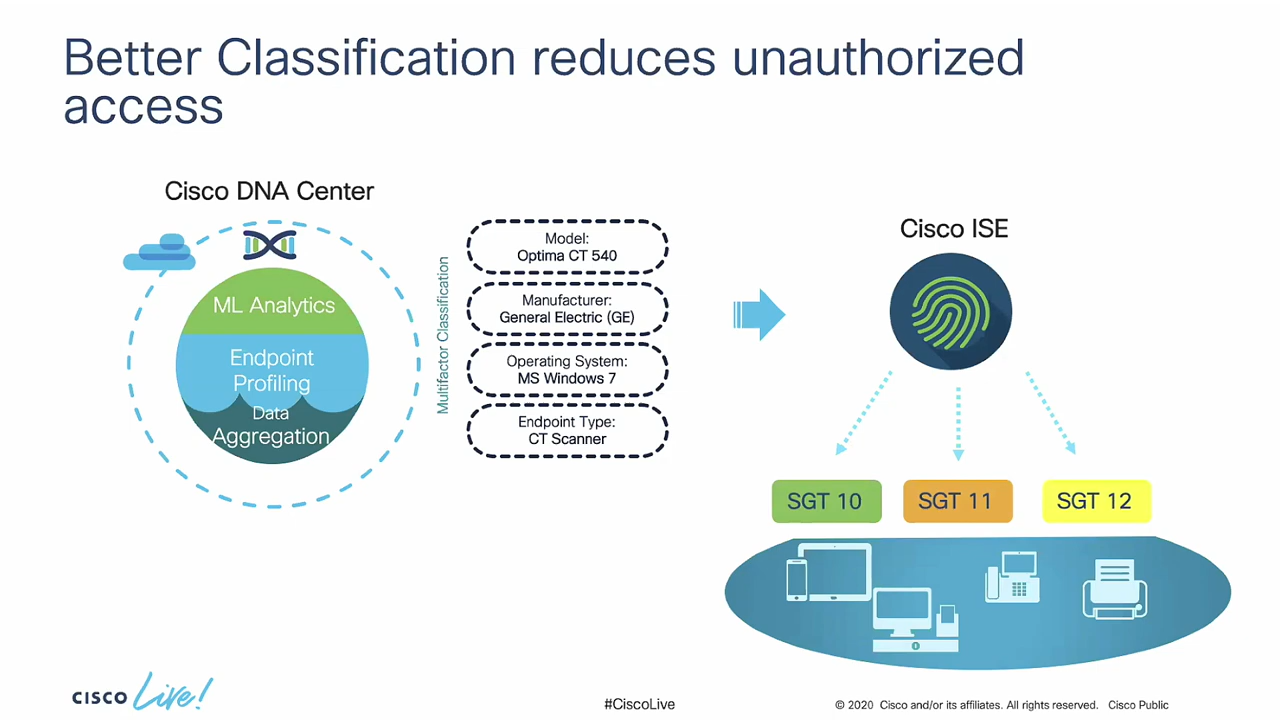 Better Classification reduces unauthorized
access
Cisco DNA Center
ML Analytics
Endpoint
Profiling
Data
Aggregation
Multifactor Classification
Model:
Optima CT 540
Manufacturer:
General Electric (GE)
Operating System:
MS Windows 7
Endpoint Type:
CT Scanner
Cisco ISE
SGT 10
SGT 11
SGT 12
CISCO Live!
#CiscoLive
© 2020 Cisco and/or its affiliates. All rights reserved. Cisco Public